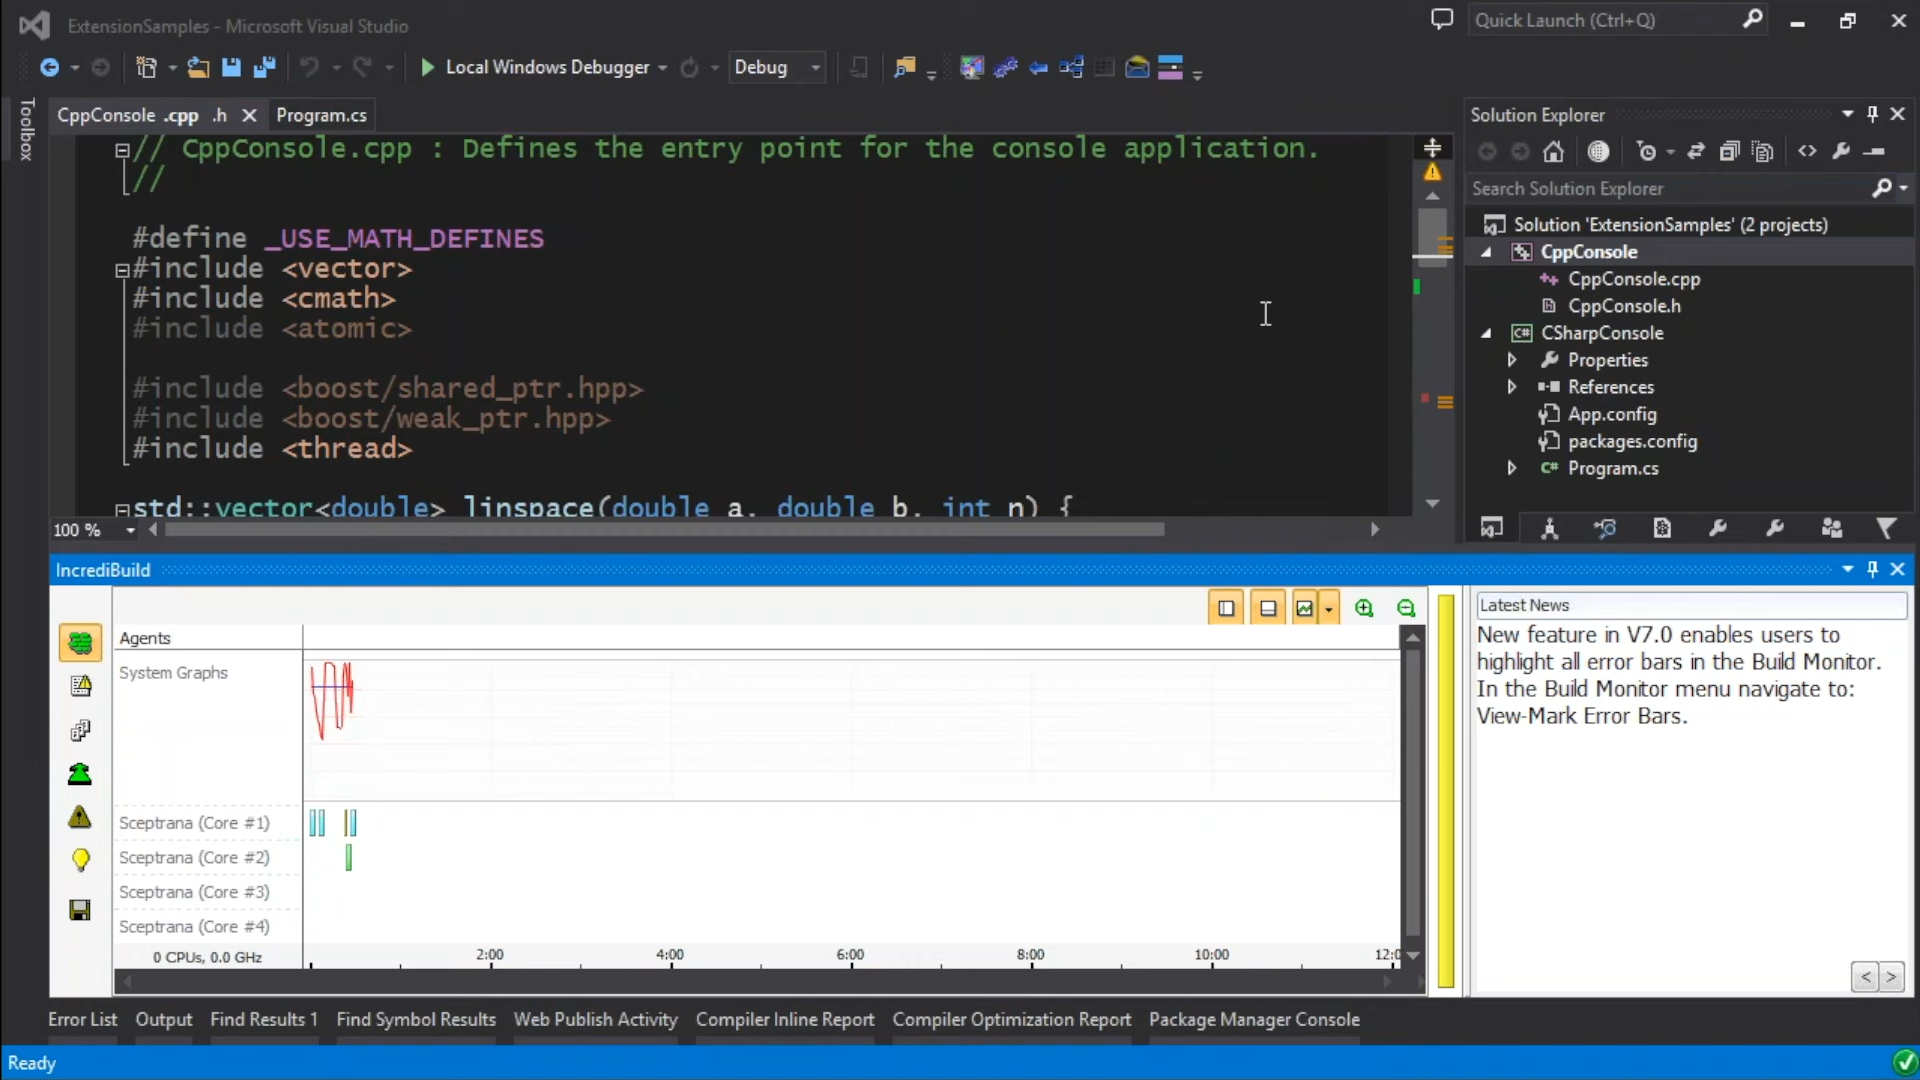 ExtensionSamples - Microsoft Visual Studio
Quick Launch (Ctrl+Q)
Local Windows Debugger
Debug
Toolbox
CppConsole .cpp .h
Program.cs
// CppConsole.cpp : Defines the entry point for the console application.
//
#define _USE_MATH_DEFINES
#include <vector>
#include <cmath>
#include <atomic>
#include <boost/shared_ptr.hpp>
#include <boost/weak_ptr.hpp>
#include <thread>
std::vector<double> linspace(double a, double b, int n) {
100 %
Solution Explorer
Search Solution Explorer
Solution 'ExtensionSamples' (2 projects)
CppConsole
CppConsole.cpp
CppConsole.h
CSharpConsole
Properties
References
App.config
packages.config
C# Program.cs
IncrediBuild
Agents
System Graphs
Sceptrana (Core #1)
Sceptrana (Core #2)
Sceptrana (Core #3)
Sceptrana (Core #4)
0 CPUs, 0.0 GHz
2:00
4:00
6:00
8:00
10:00
12:0
Latest News
New feature in V7.0 enables users to
highlight all error bars in the Build Monitor.
In the Build Monitor menu navigate to:
View-Mark Error Bars.
< >
Error List
Output
Find Results 1
Find Symbol Results
Web Publish Activity
Compiler Inline Report
Compiler Optimization Report
Package Manager Console
Ready